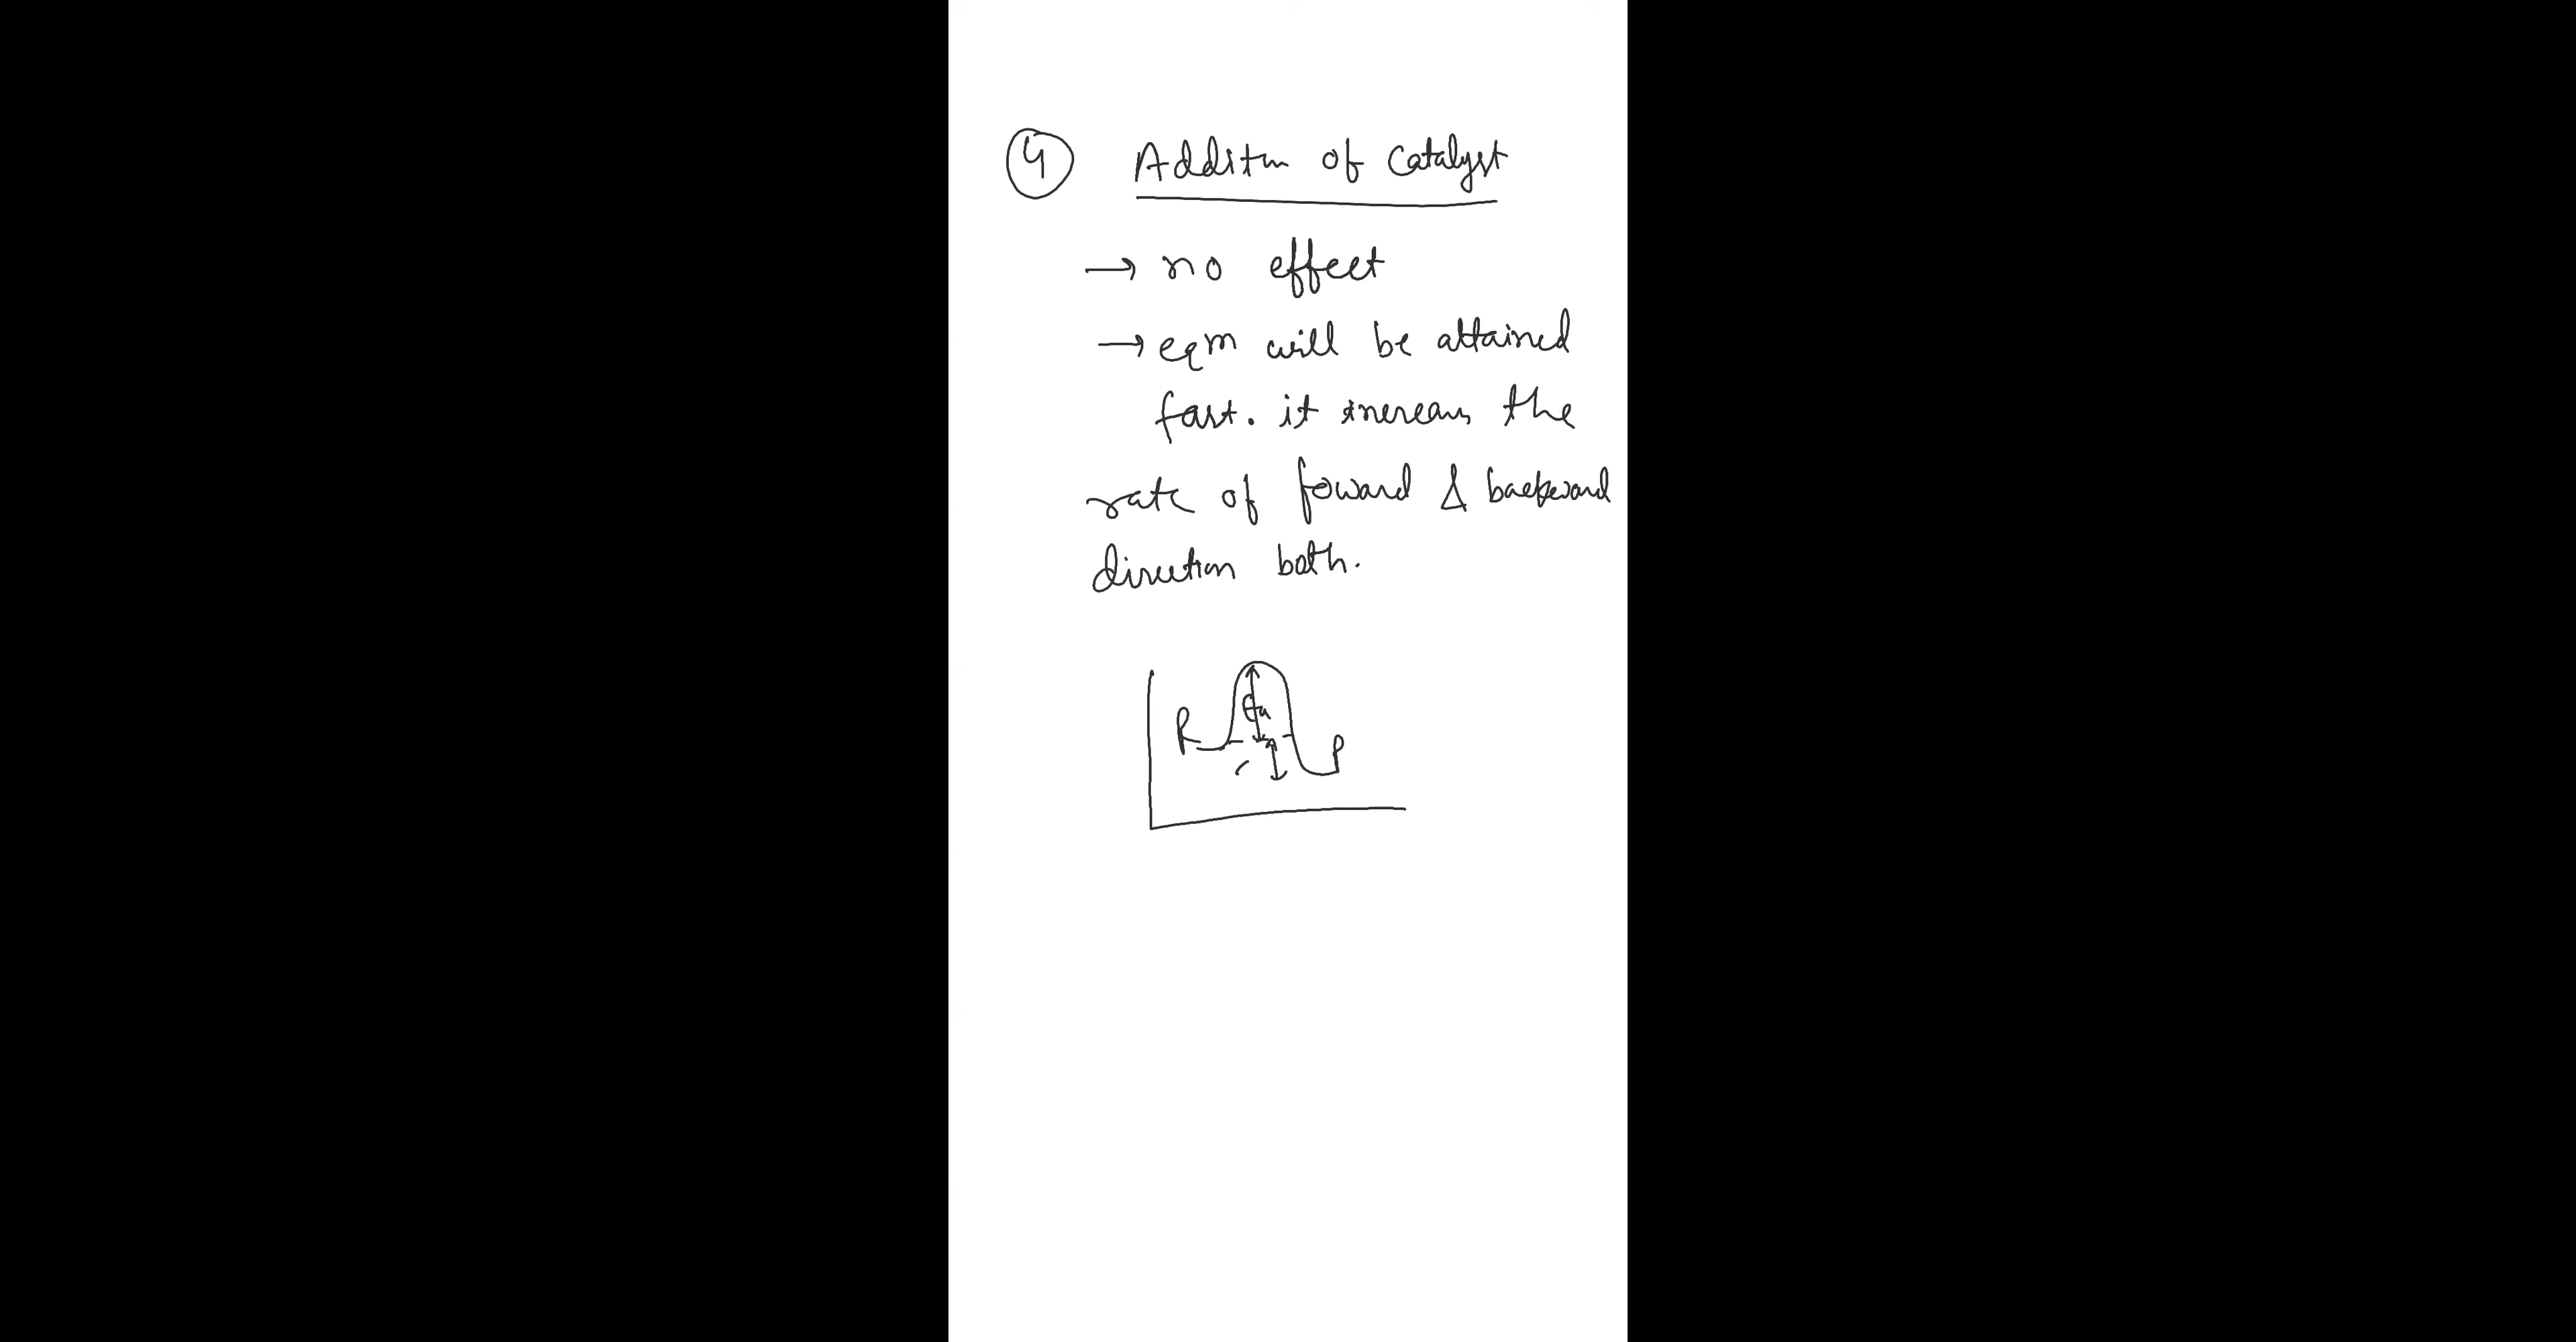 4 Addition of Catalyst
→ no effect
→ eqm will be attained
fast. it increases the
rate of foward & backward
direction both.
Ea
R P